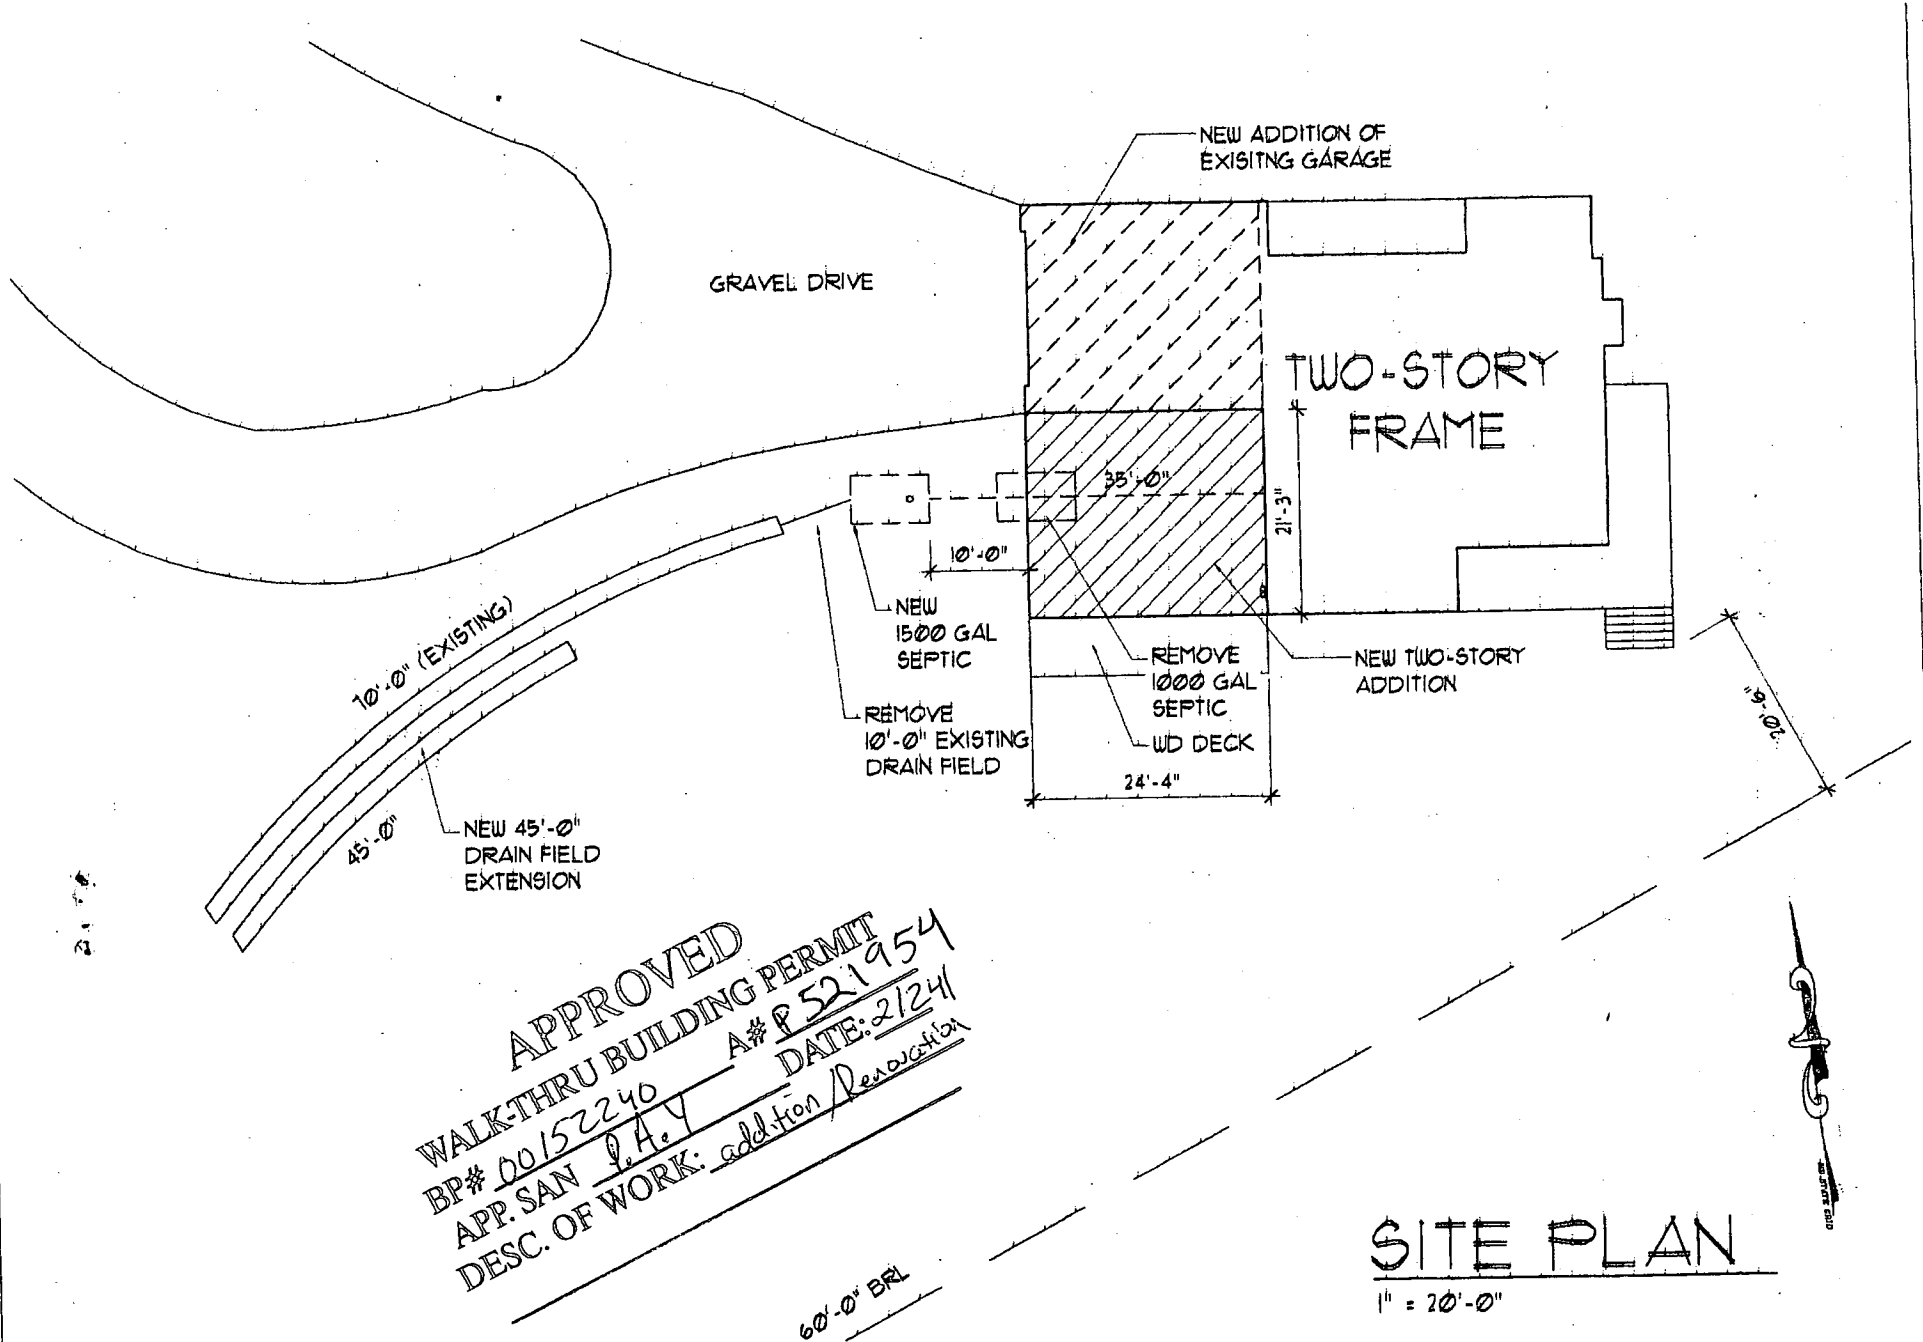 NEW ADDITION OF
EXISITNG GARAGE
GRAVEL DRIVE
TWO-STORY
FRAME
35'-0"
21'-3"
10'-0"
NEW
1500 GAL
SEPTIC
REMOVE
1000 GAL
SEPTIC
NEW TWO-STORY
ADDITION
REMOVE
10'-0" EXISTING
DRAIN FIELD
WD DECK
24'-4"
20'-6"
70'-0" (EXISTING)
45'-0"
NEW 45'-0"
DRAIN FIELD
EXTENSION
APPROVED
WALK-THRU BUILDING PERMIT
BP# 00152240 A# P521954
APP. SAN P.A.Y DATE: 2/24/
DESC. OF WORK: addition/Renovation
60'-0" BRL
SITE PLAN
1" = 20'-0"